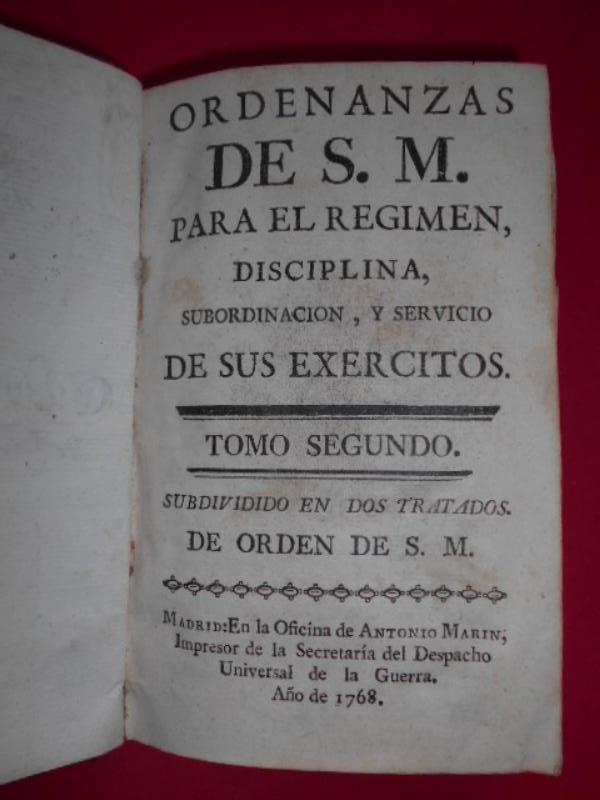 ORDENANZAS
DE S. M.
PARA EL REGIMEN,
DISCIPLINA,
SUBORDINACION, Y SERVICIO
DE SUS EXERCITOS.
TOMO SEGUNDO.
SUBDIVIDIDO EN DOS TRATADOS.
DE ORDEN DE S. M.
MADRID: En la Oficina de ANTONIO MARIN,
Impresor de la Secretaría del Despacho
Universal de la Guerra.
Año de 1768.